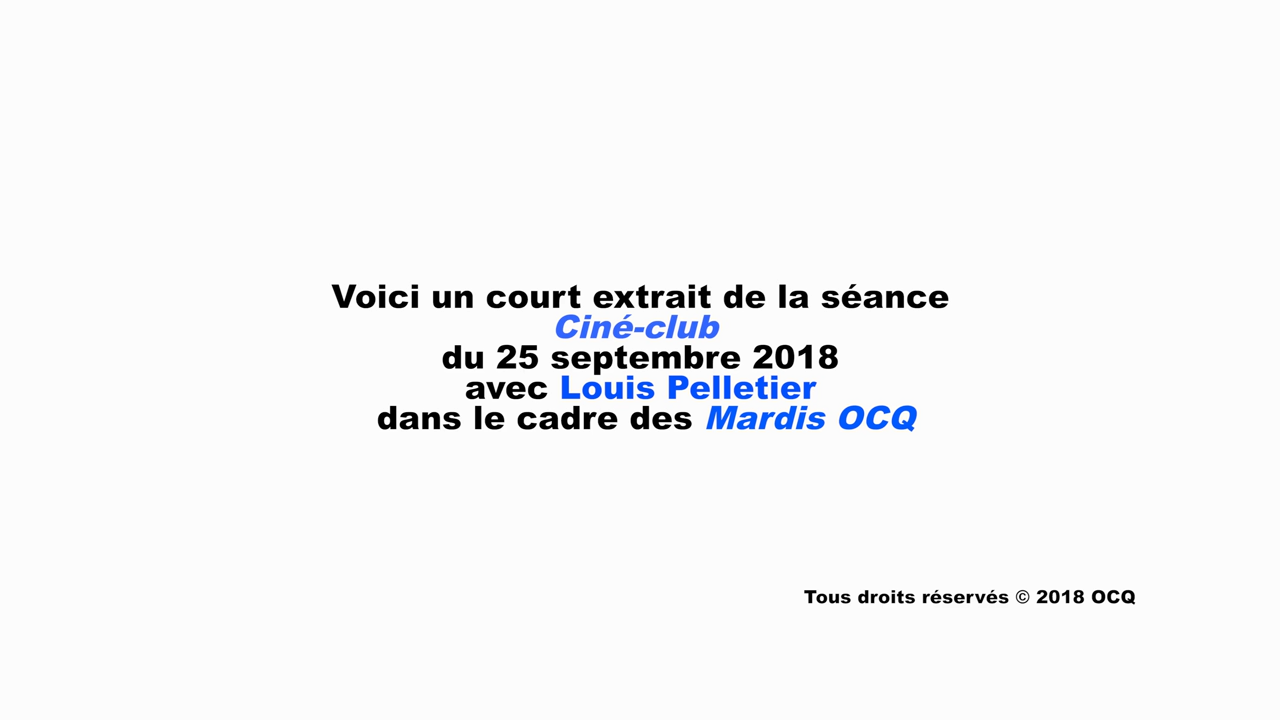 Voici un court extrait de la séance
Ciné-club
du 25 septembre 2018
avec Louis Pelletier
dans le cadre des Mardis OCQ
Tous droits réservés © 2018 OCQ